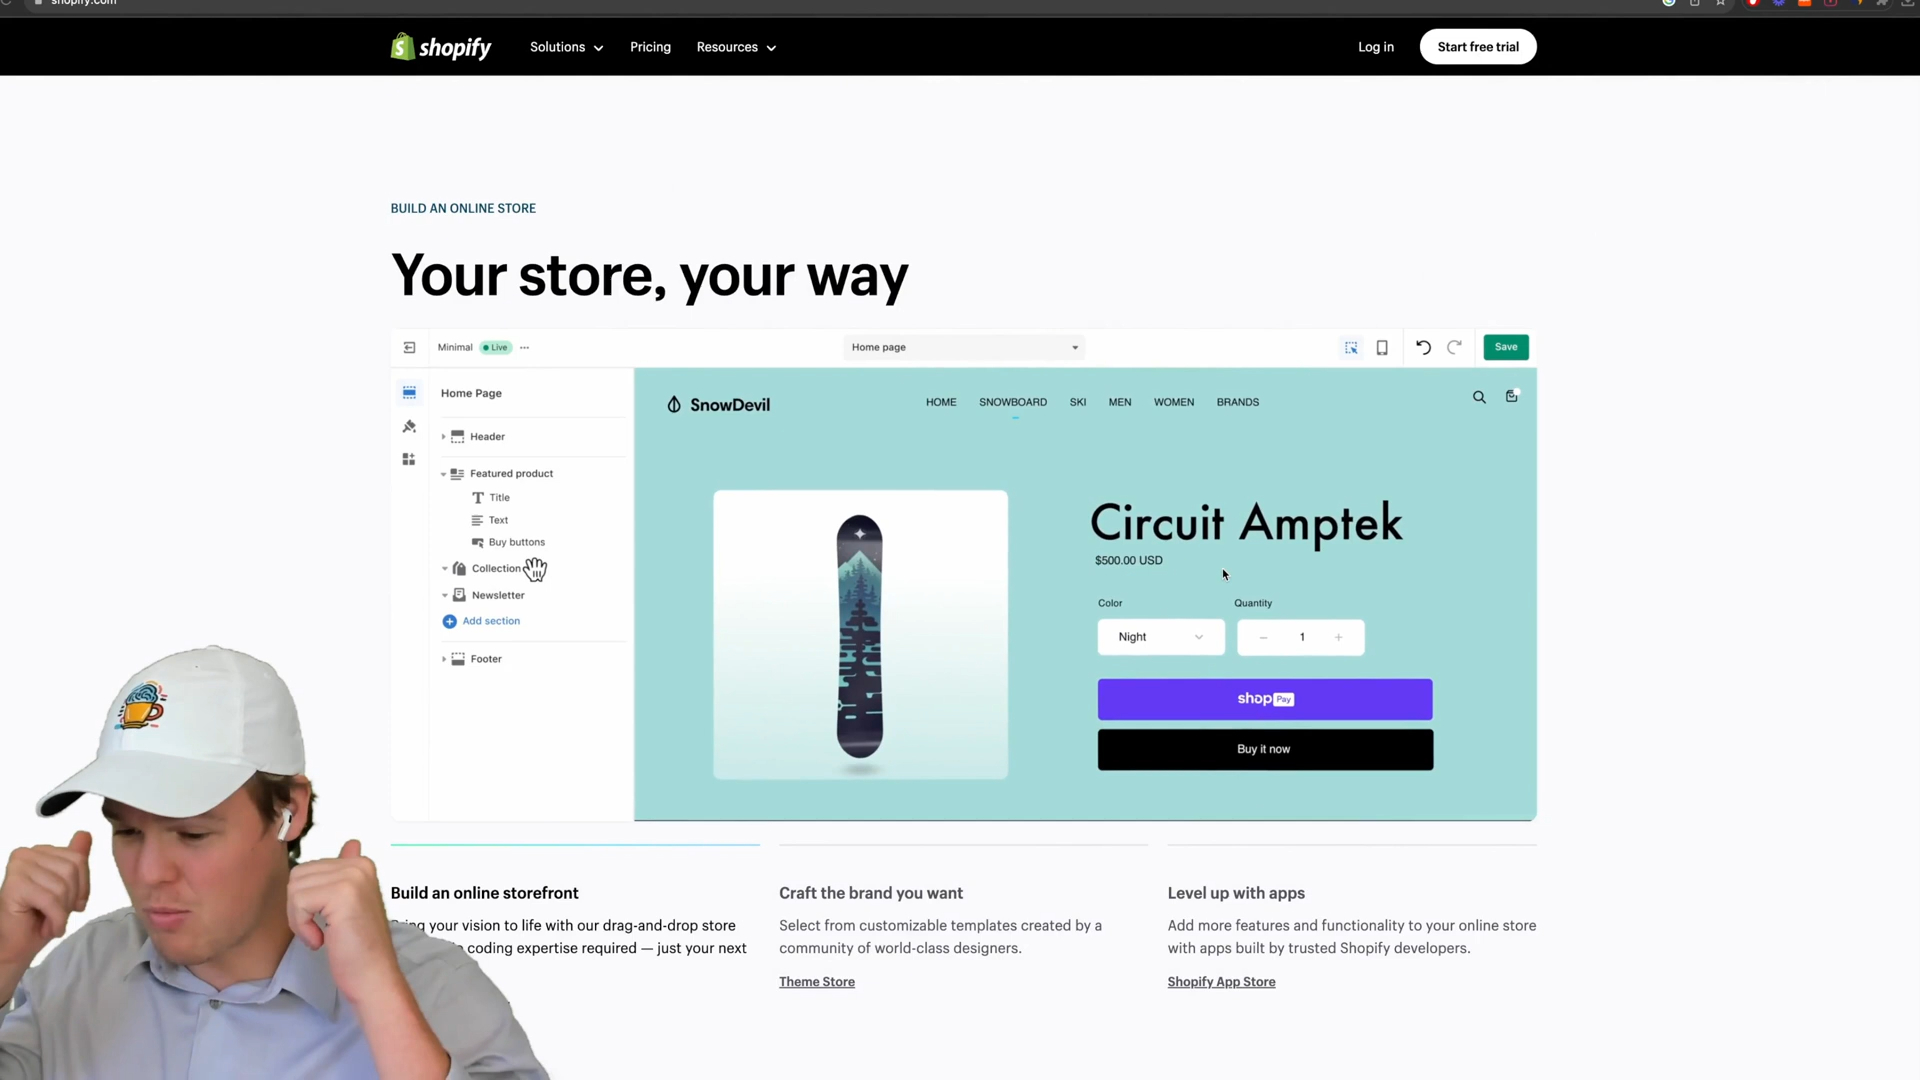 shopify.com
shopify Solutions Pricing Resources Log in Start free trial
BUILD AN ONLINE STORE
Your store, your way
Minimal Live Home page Save
Home Page
Header
Featured product
Title
Text
Buy buttons
Collection
Newsletter
Add section
Footer
SnowDevil HOME SNOWBOARD SKI MEN WOMEN BRANDS
Circuit Amptek
$500.00 USD
Color Quantity
Night 1
shop Pay
Buy it now
Build an online storefront
your vision to life with our drag-and-drop store
coding expertise required — just your next
Craft the brand you want
Select from customizable templates created by a
community of world-class designers.
Theme Store
Level up with apps
Add more features and functionality to your online store
with apps built by trusted Shopify developers.
Shopify App Store